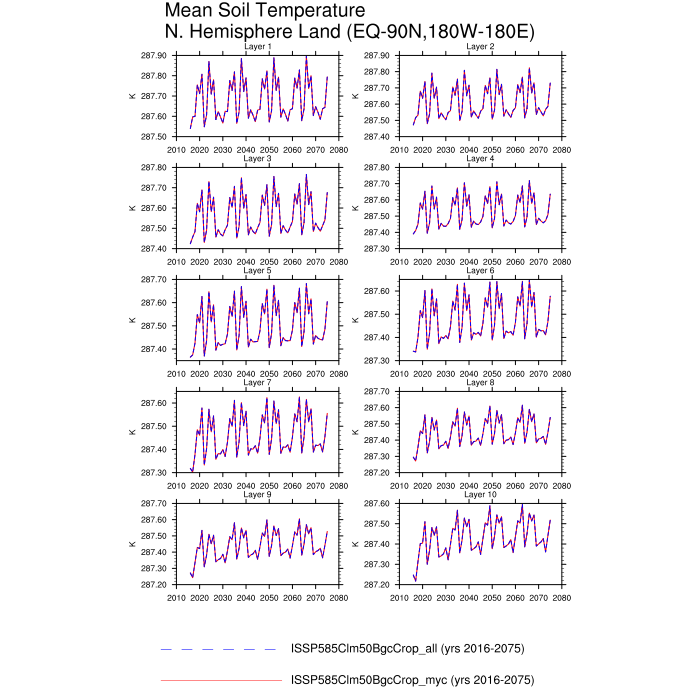 Mean Soil Temperature
N. Hemisphere Land (EQ-90N,180W-180E)
Layer 1
Layer 2
287.90
287.80
287.70
287.60
287.50
K
2010 2020 2030 2040 2050 2060 2070 2080
287.90
287.80
287.70
287.60
287.50
287.40
K
2010 2020 2030 2040 2050 2060 2070 2080
Layer 3
Layer 4
287.80
287.70
287.60
287.50
287.40
K
2010 2020 2030 2040 2050 2060 2070 2080
287.80
287.70
287.60
287.50
287.40
287.30
K
2010 2020 2030 2040 2050 2060 2070 2080
Layer 5
Layer 6
287.70
287.60
287.50
287.40
K
2010 2020 2030 2040 2050 2060 2070 2080
287.60
287.50
287.40
287.30
K
2010 2020 2030 2040 2050 2060 2070 2080
Layer 7
Layer 8
287.60
287.50
287.40
287.30
K
2010 2020 2030 2040 2050 2060 2070 2080
287.70
287.60
287.50
287.40
287.30
287.20
K
2010 2020 2030 2040 2050 2060 2070 2080
Layer 9
Layer 10
287.70
287.60
287.50
287.40
287.30
287.20
K
2010 2020 2030 2040 2050 2060 2070 2080
287.60
287.50
287.40
287.30
287.20
K
2010 2020 2030 2040 2050 2060 2070 2080
ISSP585Clm50BgcCrop_all (yrs 2016-2075)
ISSP585Clm50BgcCrop_myc (yrs 2016-2075)